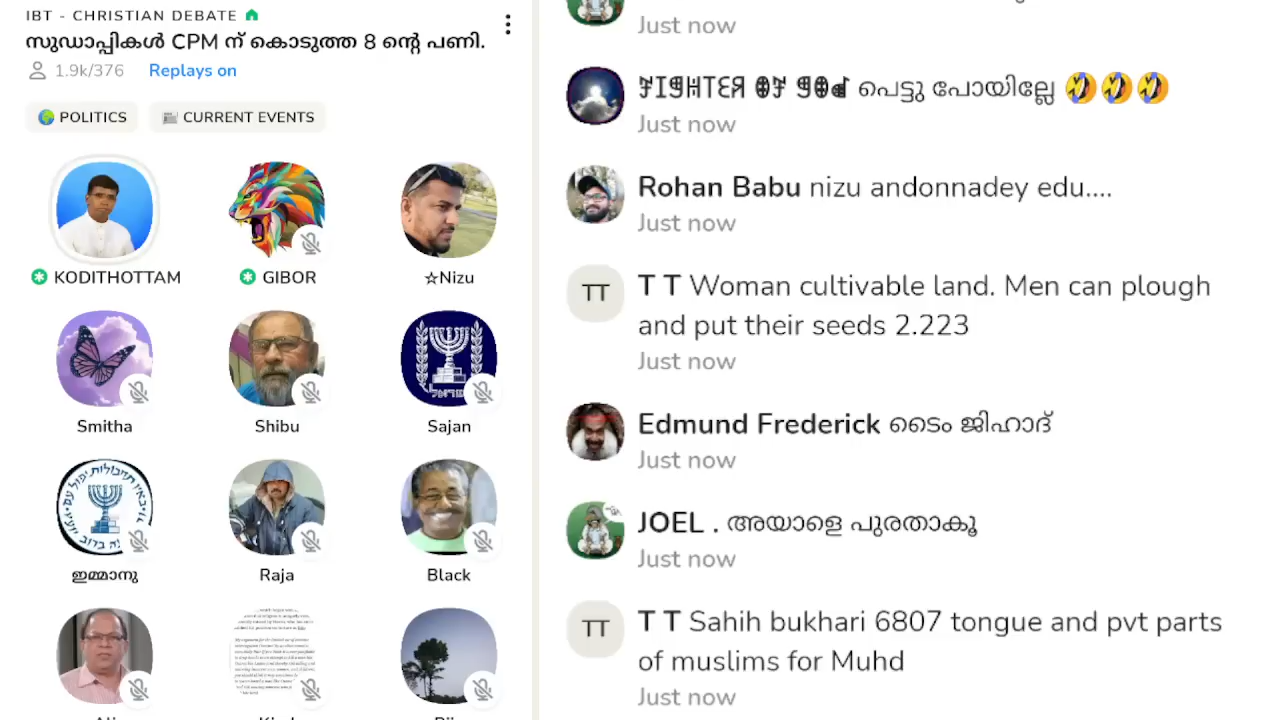 IBT - CHRISTIAN DEBATE
സുഡാപ്പികൾ CPM ന് കൊടുത്ത 8 ന്റെ പണി.
1.9k/376 Replays on
POLITICS CURRENT EVENTS
KODITHOTTAM GIBOR ☆Nizu
Smitha Shibu Sajan
ഇമ്മാനു Raja Black
Just now
പെട്ടു പോയില്ലേ 🤣🤣🤣
Just now
Rohan Babu nizu andonnadey edu....
Just now
TT
T T Woman cultivable land. Men can plough
and put their seeds 2.223
Just now
Edmund Frederick ടൈം ജിഹാദ്
Just now
JOEL . അയാളെ പുരതാകൂ
Just now
TT
T T Sahih bukhari 6807 tongue and pvt parts
of muslims for Muhd
Just now